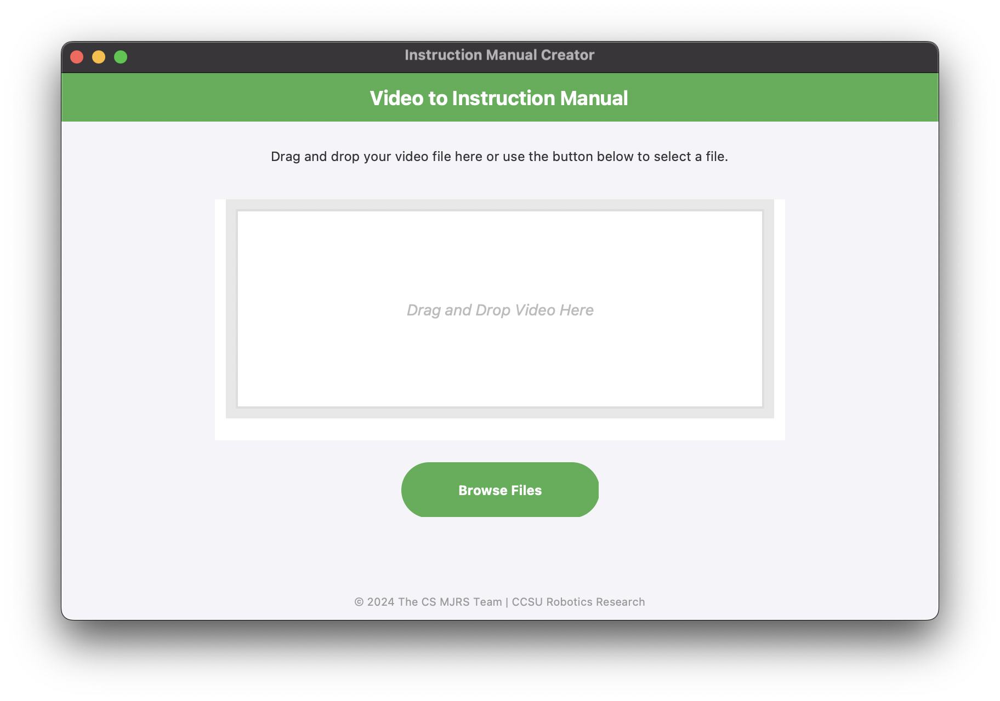 Instruction Manual Creator
Video to Instruction Manual
Drag and drop your video file here or use the button below to select a file.
Drag and Drop Video Here
Browse Files
© 2024 The CS MJRS Team | CCSU Robotics Research